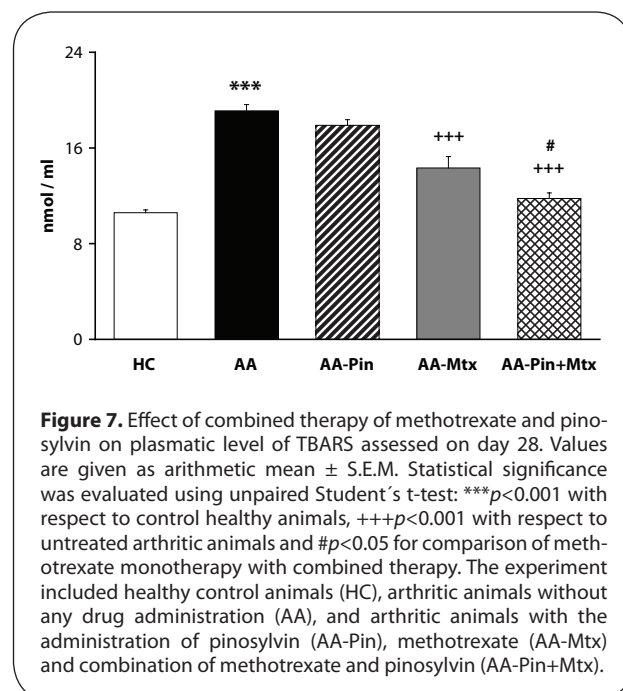 24
***
+++
#
16
+++
nmol / ml
8
0
HC AA AA-Pin AA-Mtx AA-Pin+Mtx
Figure 7. Effect of combined therapy of methotrexate and pino-
sylvin on plasmatic level of TBARS assessed on day 28. Values
are given as arithmetic mean ± S.E.M. Statistical significance
was evaluated using unpaired Student´s t-test: ***p<0.001 with
respect to control healthy animals, +++p<0.001 with respect to
untreated arthritic animals and #p<0.05 for comparison of meth-
otrexate monotherapy with combined therapy. The experiment
included healthy control animals (HC), arthritic animals without
any drug administration (AA), and arthritic animals with the
administration of pinosylvin (AA-Pin), methotrexate (AA-Mtx)
and combination of methotrexate and pinosylvin (AA-Pin+Mtx).